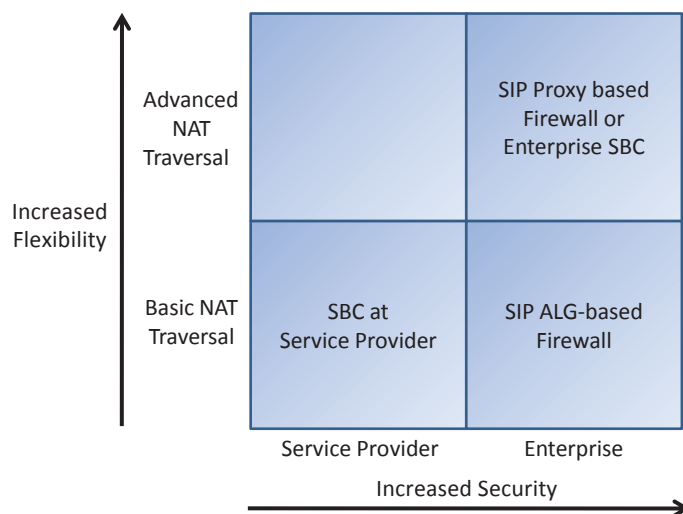 Advanced
NAT
Traversal
SIP Proxy based
Firewall or
Enterprise SBC
Increased
Flexibility
Basic NAT
Traversal
SBC at
Service Provider
SIP ALG-based
Firewall
Service Provider
Enterprise
Increased Security